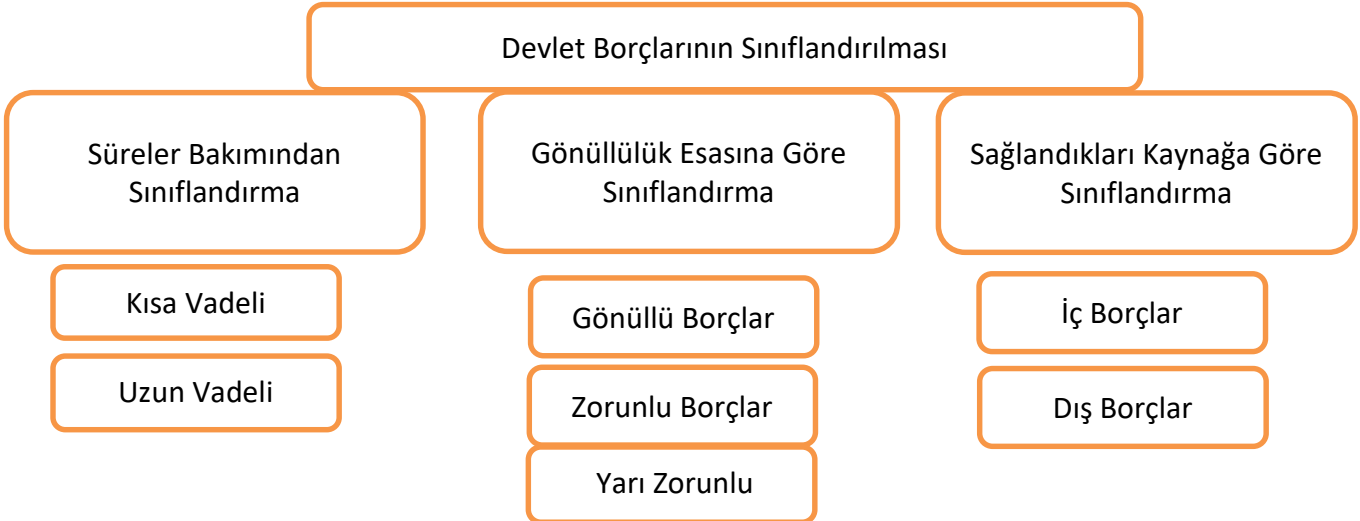 Devlet Borçlarının Sınıflandırılması
Süreler Bakımından
Sınıflandırma
Kısa Vadeli
Uzun Vadeli
Gönüllülük Esasına Göre
Sınıflandırma
Gönüllü Borçlar
Zorunlu Borçlar
Yarı Zorunlu
Sağlandıkları Kaynağa Göre
Sınıflandırma
İç Borçlar
Dış Borçlar